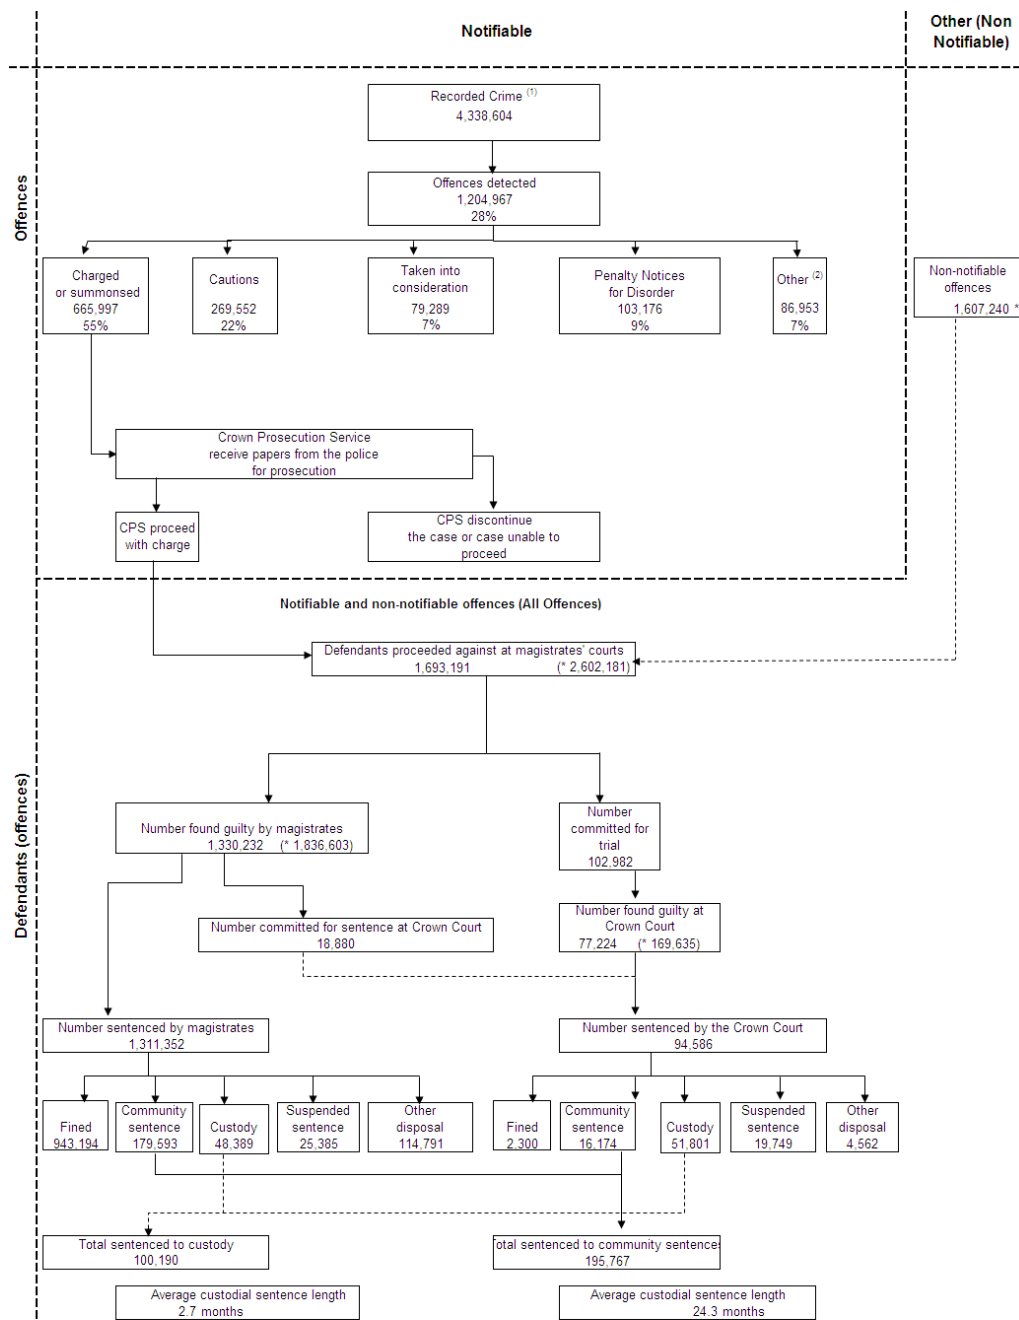 Notifiable
Other (Non
Notifiable)
Offences
Recorded Crime (1)
4,338,604
Offences detected
1,204,967
28%
Charged
or summonsed
665,997
55%
Cautions
269,552
22%
Taken into
consideration
79,289
7%
Penalty Notices
for Disorder
103,176
9%
Other (2)
86,953
7%
Non-notifiable
offences
1,607,240 *
Crown Prosecution Service
receive papers from the police
for prosecution
CPS proceed
with charge
CPS discontinue
the case or case unable to
proceed
Notifiable and non-notifiable offences (All Offences)
Defendants (offences)
Defendants proceeded against at magistrates' courts
1,693,191 (* 2,602,181)
Number found guilty by magistrates
1,330,232 (* 1,836,603)
Number
committed for
trial
102,982
Number committed for sentence at Crown Court
18,880
Number found guilty at
Crown Court
77,224 (* 169,635)
Number sentenced by magistrates
1,311,352
Number sentenced by the Crown Court
94,586
Fined
943,194
Community
sentence
179,593
Custody
48,389
Suspended
sentence
25,385
Other
disposal
114,791
Fined
2,300
Community
sentence
16,174
Custody
51,801
Suspended
sentence
19,749
Other
disposal
4,562
Total sentenced to custody
100,190
Total sentenced to community sentences
195,767
Average custodial sentence length
2.7 months
Average custodial sentence length
24.3 months